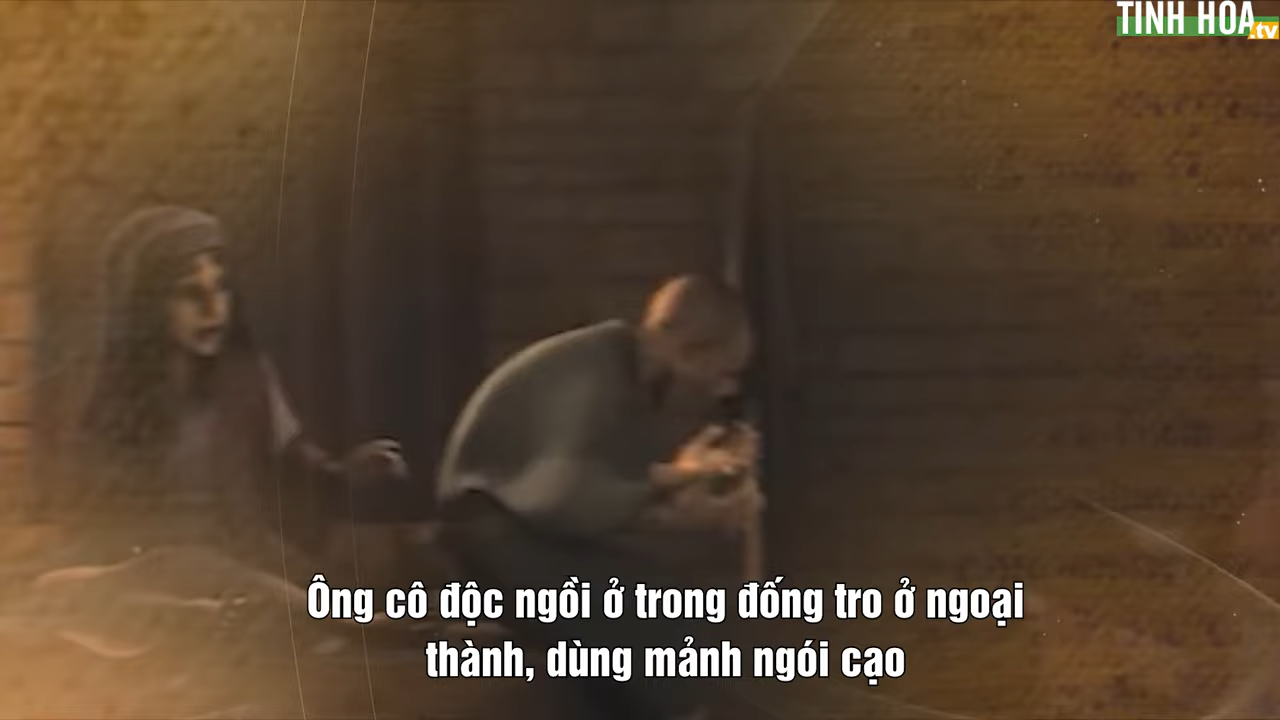 TINH HOA
.tv
Ông cô độc ngồi ở trong đống tro ở ngoại
thành, dùng mảnh ngói cạo